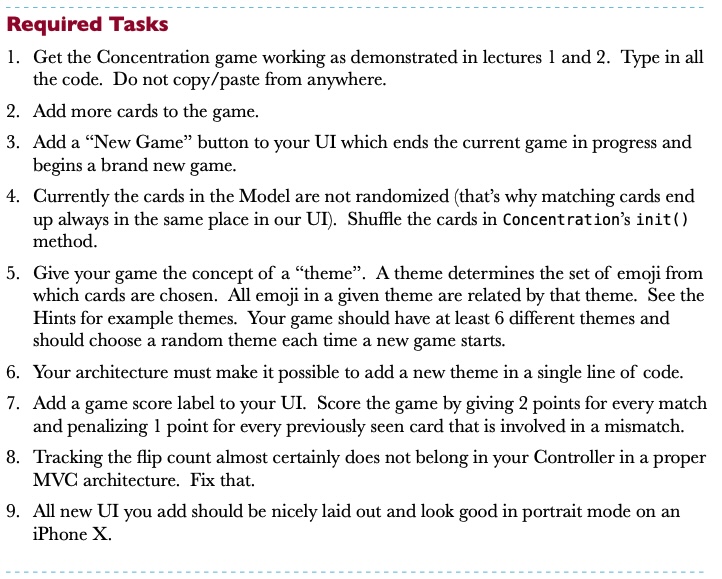 Required Tasks
1. Get the Concentration game working as demonstrated in lectures 1 and 2. Type in all
the code. Do not copy/paste from anywhere.
2. Add more cards to the game.
3. Add a “New Game” button to your UI which ends the current game in progress and
begins a brand new game.
4. Currently the cards in the Model are not randomized (that’s why matching cards end
up always in the same place in our UI). Shuffle the cards in Concentration’s init()
method.
5. Give your game the concept of a “theme”. A theme determines the set of emoji from
which cards are chosen. All emoji in a given theme are related by that theme. See the
Hints for example themes. Your game should have at least 6 different themes and
should choose a random theme each time a new game starts.
6. Your architecture must make it possible to add a new theme in a single line of code.
7. Add a game score label to your UI. Score the game by giving 2 points for every match
and penalizing 1 point for every previously seen card that is involved in a mismatch.
8. Tracking the flip count almost certainly does not belong in your Controller in a proper
MVC architecture. Fix that.
9. All new UI you add should be nicely laid out and look good in portrait mode on an
iPhone X.